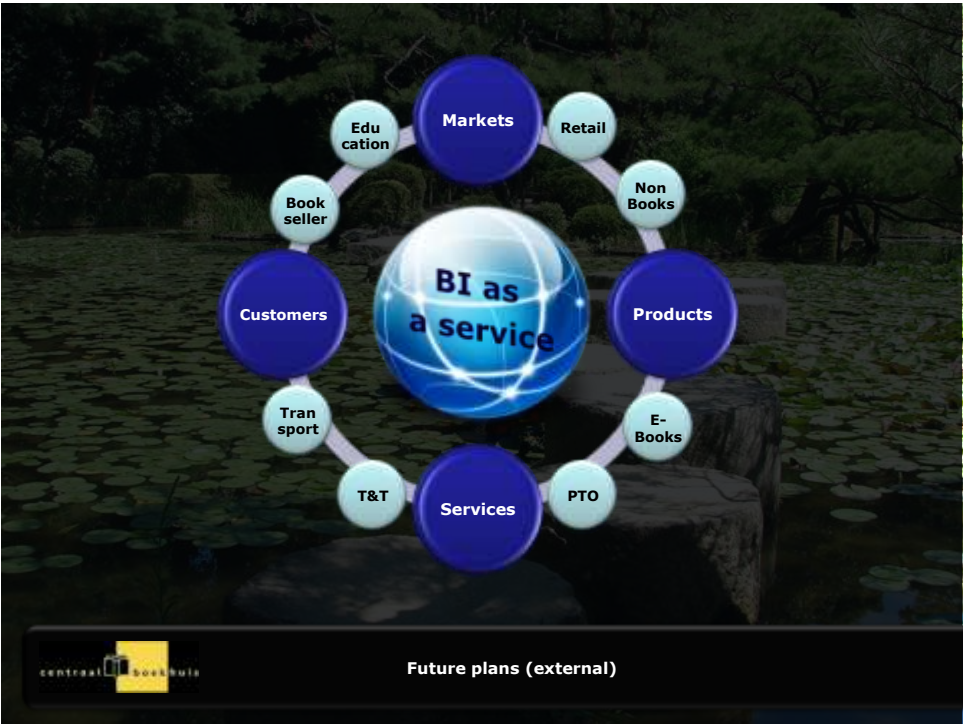 Markets
Edu
cation
Retail
Non
Books
Book
seller
BI as
a service
Customers
Products
Tran
sport
E-
Books
T&T
PTO
Services
centraal boekhuis
Future plans (external)